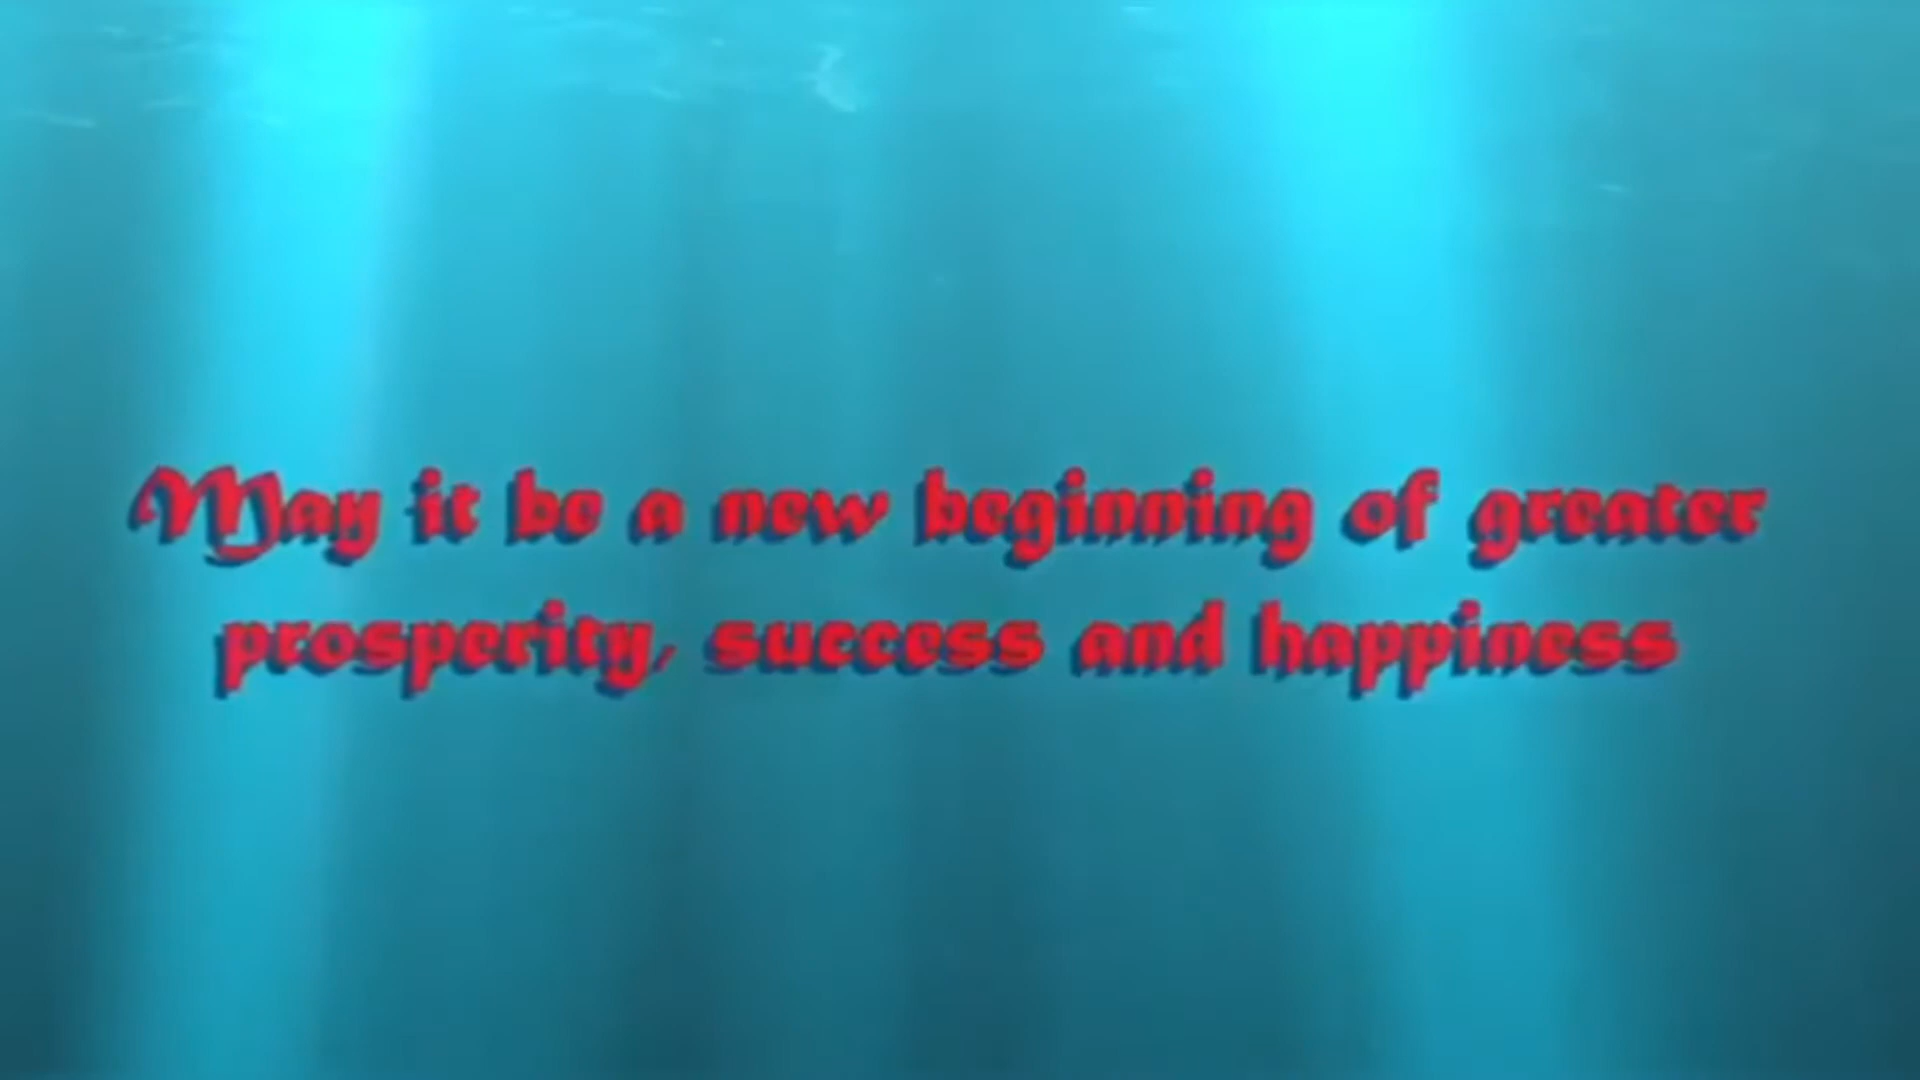 May it be a new beginning of greater
prosperity, success and happiness